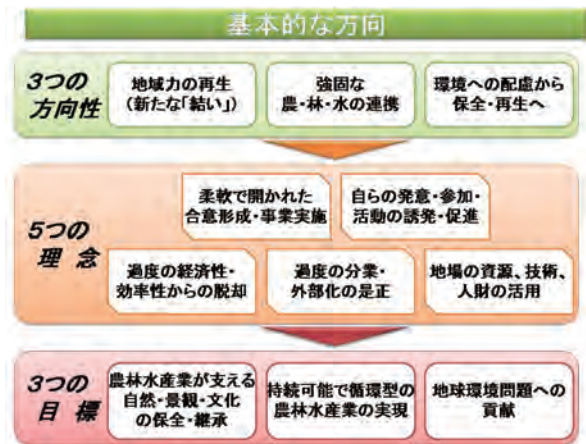 基本的な万向
3つの
方向性
地域力の再生
(新たな「結い」)
強固な
農・林・水の連携
環境への配慮から
保全・再生へ
5つの
理 念
柔軟で開かれた
合意形成・事業実施
自らの発意・参加・
活動の誘発・促進
過度の経済性・
効率性からの脱却
過度の分業・
外部化の是正
地場の資源、技術、
人財の活用
3つの
目 標
農林水産業が支える
自然・景観・文化
の保全・継承
持続可能で循環型の
農林水産業の実現
地球環境問題への
貢献